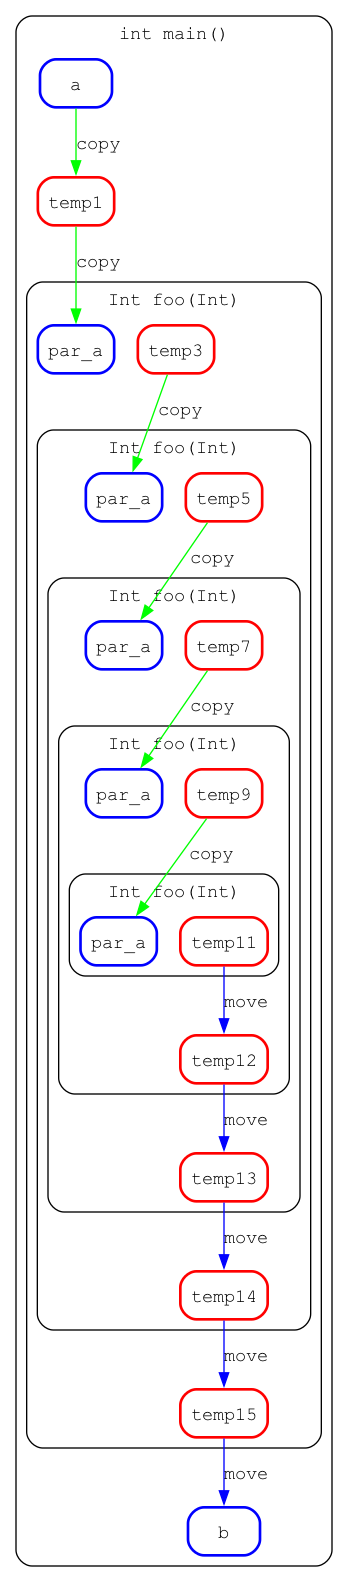 int main()
a
copy
temp1
copy
Int foo(Int)
par_a
temp3
copy
Int foo(Int)
par_a
temp5
copy
Int foo(Int)
par_a
temp7
copy
Int foo(Int)
par_a
temp9
copy
Int foo(Int)
par_a
temp11
move
temp12
move
temp13
move
temp14
move
temp15
move
b